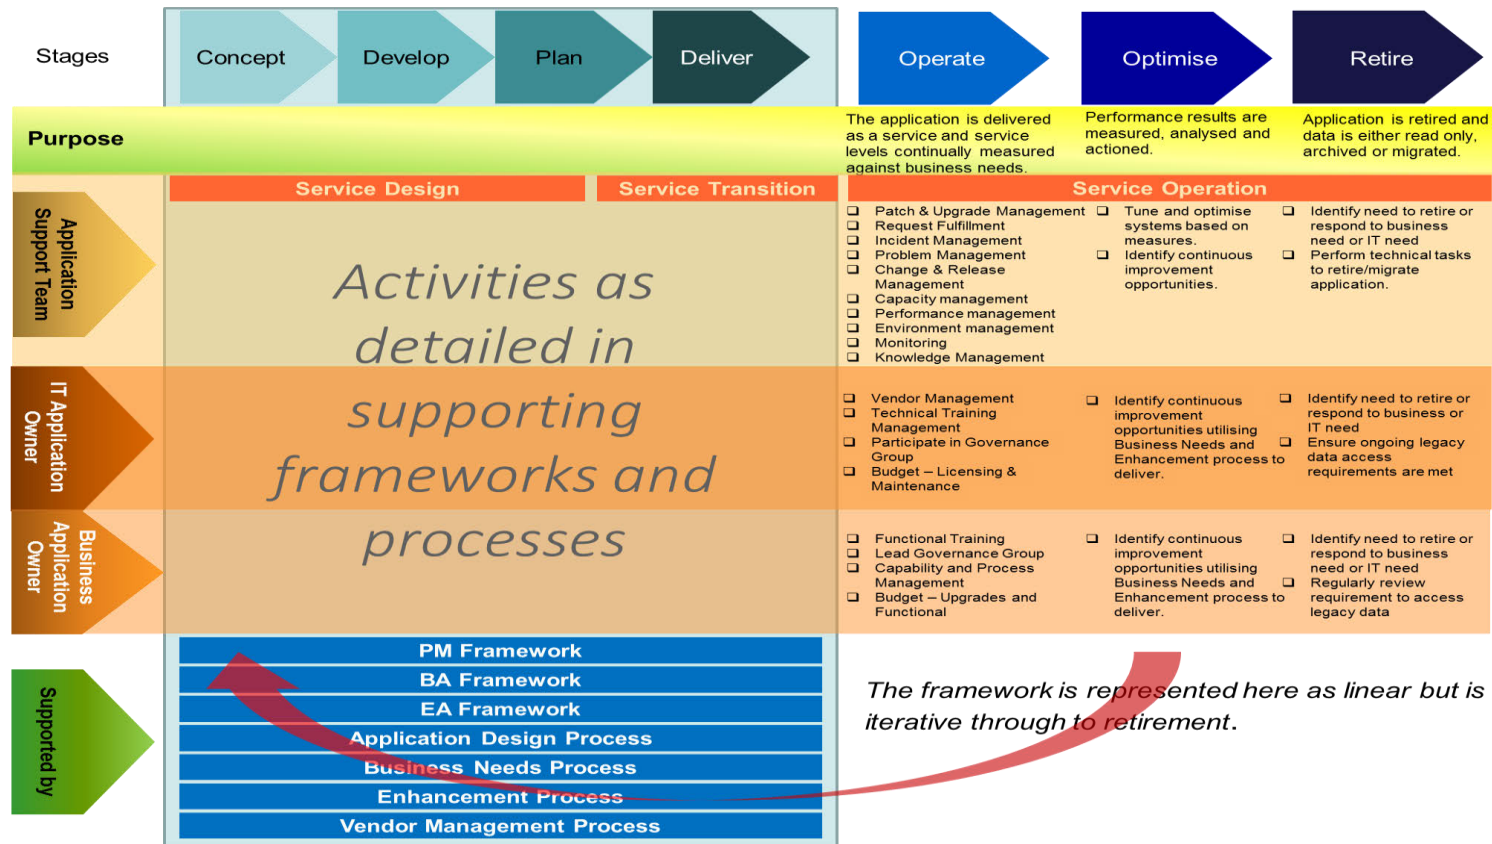 Stages
Concept
Develop
Plan
Deliver
Operate
Optimise
Retire
Purpose
The application is delivered
as a service and service
levels continually measured
against business needs.
Performance results are
measured, analysed and
actioned.
Application is retired and
data is either read only,
archived or migrated.
Service Design
Service Transition
Service Operation
Application
Support Team
Activities as
detailed in
supporting
frameworks and
processes
❑ Patch & Upgrade Management
❑ Request Fulfillment
❑ Incident Management
❑ Problem Management
❑ Change & Release
Management
❑ Capacity management
❑ Performance management
❑ Environment management
❑ Monitoring
❑ Knowledge Management
❑ Tune and optimise
systems based on
measures.
❑ Identify continuous
improvement
opportunities.
❑ Identify need to retire or
respond to business
need or IT need
❑ Perform technical tasks
to retire/migrate
application.
IT Application
Owner
❑ Vendor Management
❑ Technical Training
Management
❑ Participate in Governance
Group
❑ Budget – Licensing &
Maintenance
❑ Identify continuous
improvement
opportunities utilising
Business Needs and
Enhancement process to
deliver.
❑ Identify need to retire or
respond to business or
IT need
❑ Ensure ongoing legacy
data access
requirements are met
Business
Application
Owner
❑ Functional Training
❑ Lead Governance Group
❑ Capability and Process
Management
❑ Budget – Upgrades and
Functional
❑ Identify continuous
improvement
opportunities utilising
Business Needs and
Enhancement process to
deliver.
❑ Identify need to retire or
respond to business
need or IT need
❑ Regularly review
requirement to access
legacy data
Supported by
PM Framework
BA Framework
EA Framework
Application Design Process
Business Needs Process
Enhancement Process
Vendor Management Process
The framework is represented here as linear but is
iterative through to retirement.